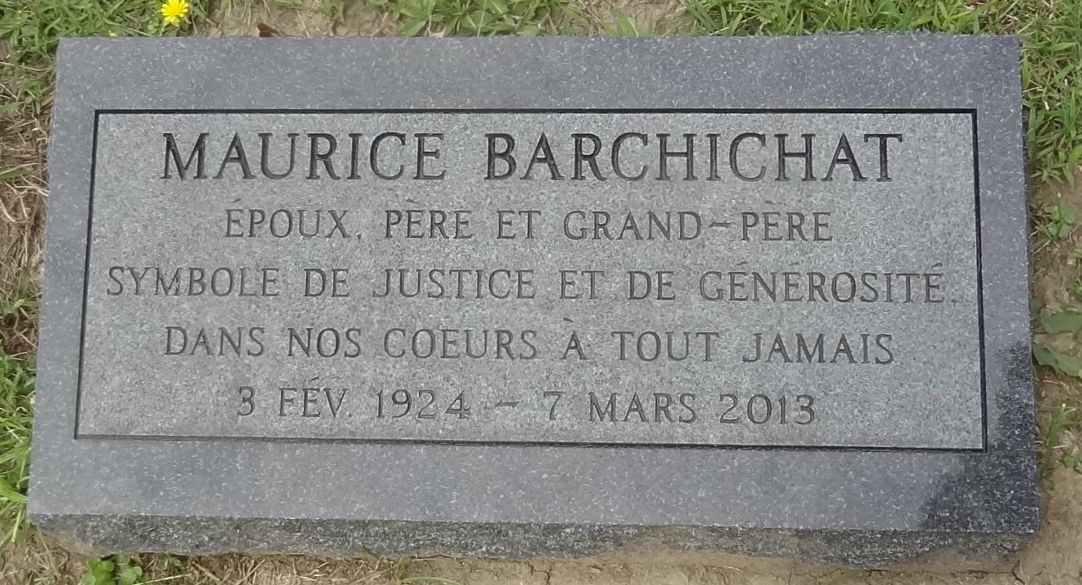 MAURICE BARCHICHAT
ÉPOUX, PÈRE ET GRAND-PÈRE
SYMBOLE DE JUSTICE ET DE GÉNÉROSITÉ.
DANS NOS COEURS À TOUT JAMAIS
3 FÉV. 1924 - 7 MARS 2013